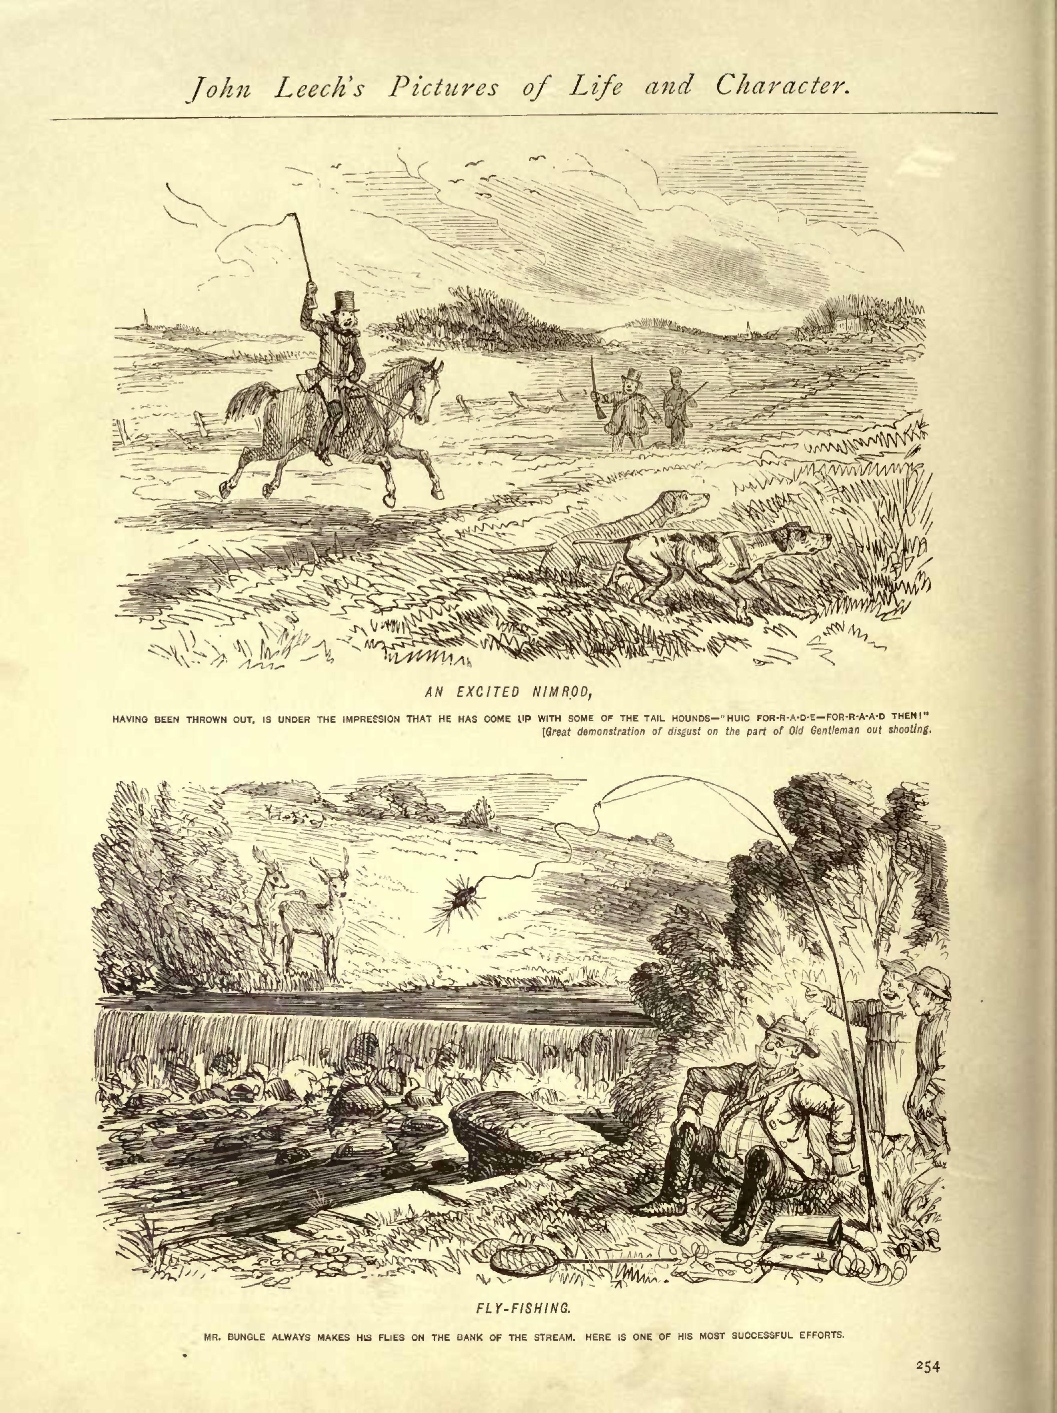 John Leech's Pictures of Life and Character.
AN EXCITED NIMROD,
HAVING BEEN THROWN OUT, IS UNDER THE IMPRESSION THAT HE HAS COME UP WITH SOME OF THE TAIL HOUNDS—"HUIC FOR-R-A-D-E—FOR-R-A-A-D THEN!"
[Great demonstration of disgust on the part of Old Gentleman out shooting.
FLY-FISHING.
MR. BUNGLE ALWAYS MAKES HIS FLIES ON THE BANK OF THE STREAM. HERE IS ONE OF HIS MOST SUCCESSFUL EFFORTS.
254